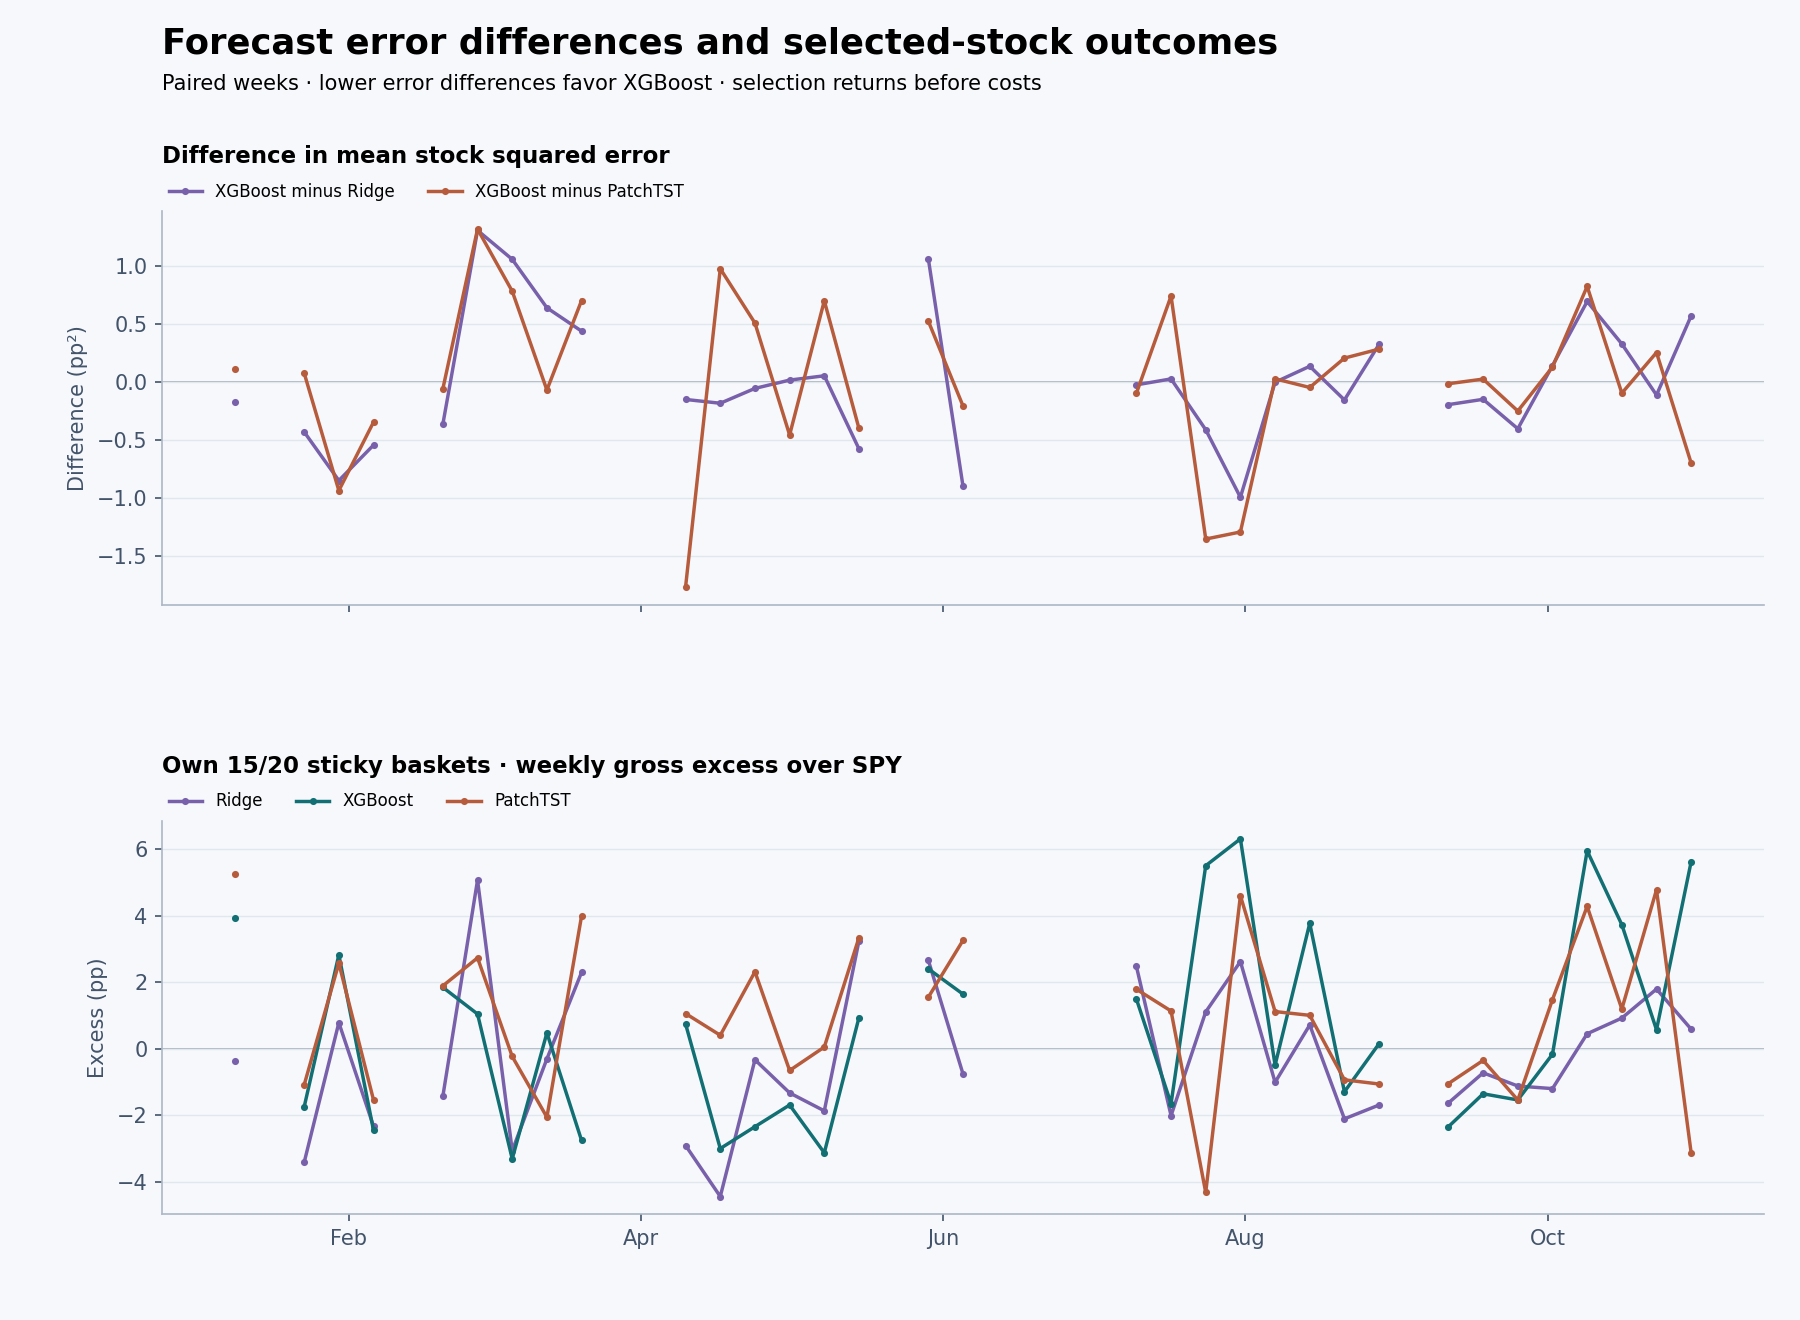 Forecast error differences and selected-stock outcomes
Paired weeks · lower error differences favor XGBoost · selection returns before costs
Difference in mean stock squared error
XGBoost minus Ridge XGBoost minus PatchTST
Difference (pp²)
1.0
0.5
0.0
−0.5
−1.0
−1.5
Own 15/20 sticky baskets · weekly gross excess over SPY
Ridge XGBoost PatchTST
Excess (pp)
6
4
2
0
−2
−4
Feb Apr Jun Aug Oct